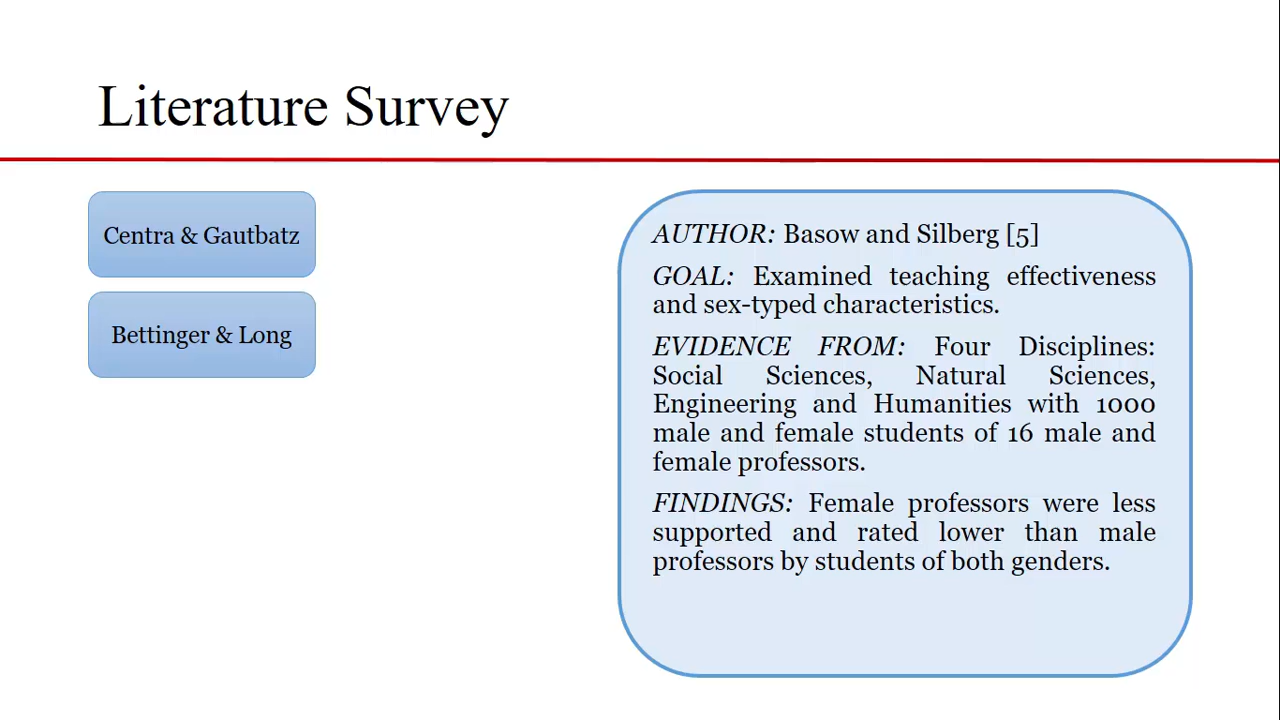 Literature Survey
Centra & Gautbatz
Bettinger & Long
AUTHOR: Basow and Silberg [5]
GOAL: Examined teaching effectiveness
and sex-typed characteristics.
EVIDENCE FROM: Four Disciplines:
Social Sciences, Natural Sciences,
Engineering and Humanities with 1000
male and female students of 16 male and
female professors.
FINDINGS: Female professors were less
supported and rated lower than male
professors by students of both genders.